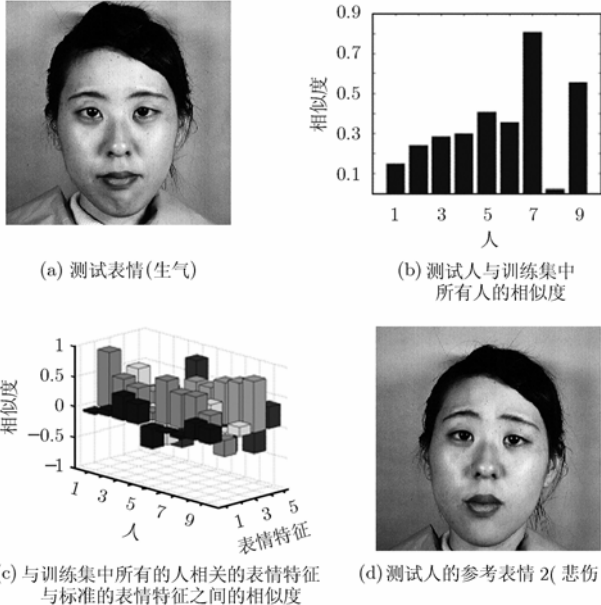 0.9
0.7
0.5
0.3
0.1
相似度
1 3 5 7 9
人
(a) 测试表情(生气)
(b) 测试人与训练集中
所有人的相似度
1
0.5
0
−0.5
−1
相似度
1 3 5 7 9
人
1 3 5
表情特征
(c) 与训练集中所有的人相关的表情特征
与标准的表情特征之间的相似度
(d)测试人的参考表情 2( 悲伤